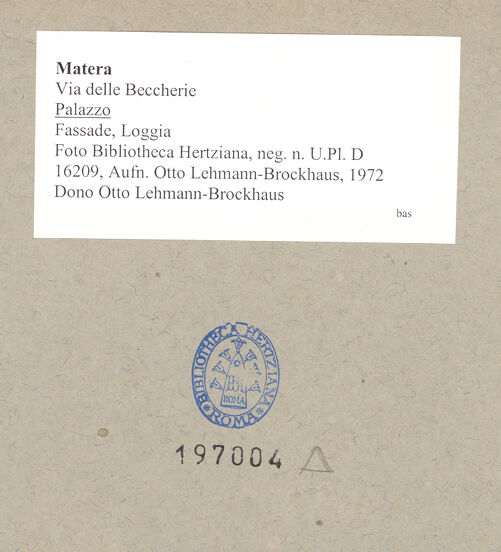 Matera
Via delle Beccherie
Palazzo
Fassade, Loggia
Foto Bibliotheca Hertziana, neg. n. U.Pl. D
16209, Aufn. Otto Lehmann-Brockhaus, 1972
Dono Otto Lehmann-Brockhaus
bas
BIBLIOTHECA HERTZIANA
ROMA
ROMA
197004